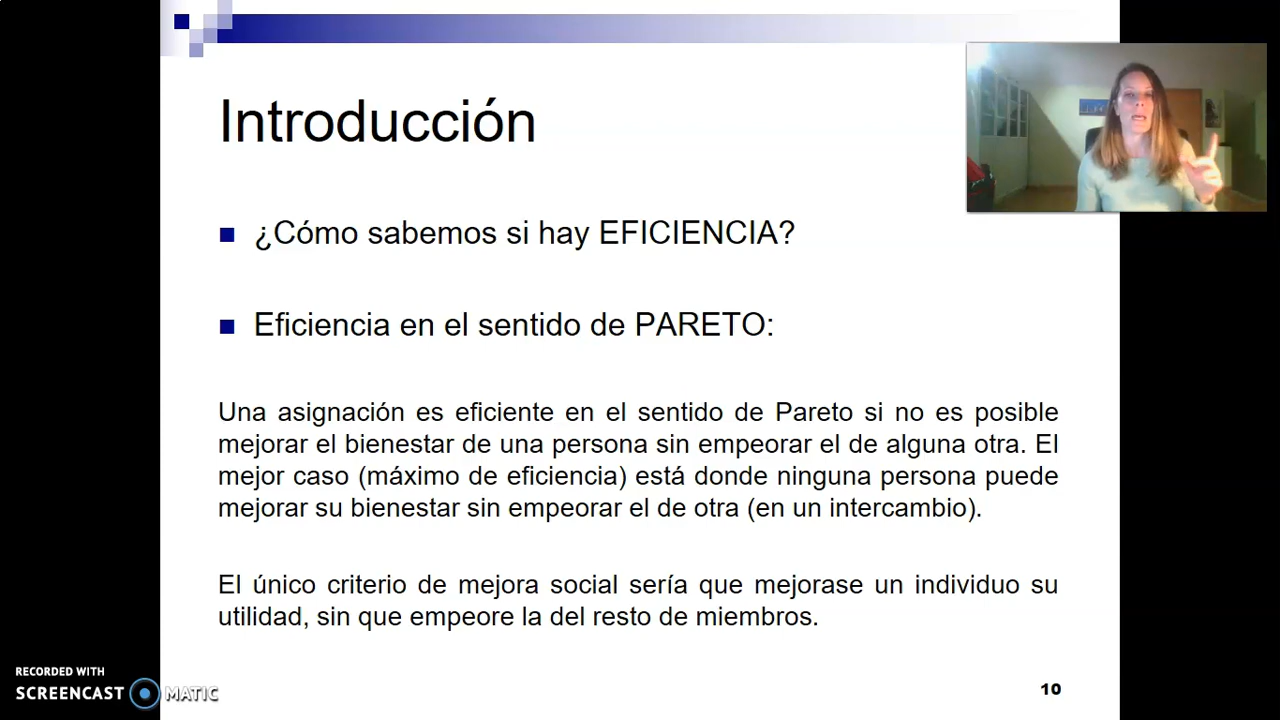 Introducción
¿Cómo sabemos si hay EFICIENCIA?
Eficiencia en el sentido de PARETO:
Una asignación es eficiente en el sentido de Pareto si no es posible
mejorar el bienestar de una persona sin empeorar el de alguna otra. El
mejor caso (máximo de eficiencia) está donde ninguna persona puede
mejorar su bienestar sin empeorar el de otra (en un intercambio).
El único criterio de mejora social sería que mejorase un individuo su
utilidad, sin que empeore la del resto de miembros.
10
RECORDED WITH
SCREENCAST MATIC